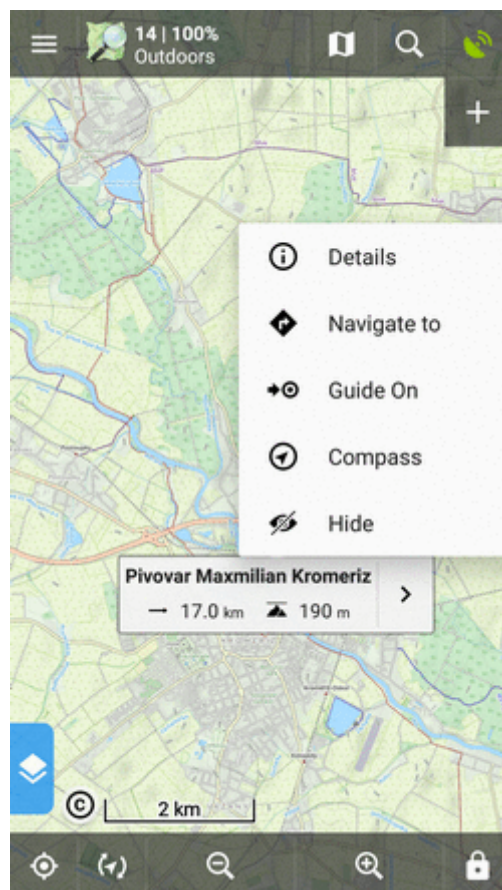 14 | 100%
Outdoors
Details
Navigate to
Guide On
Compass
Hide
Pivovar Maxmilian Kromeriz
17.0 km 190 m
© 2 km